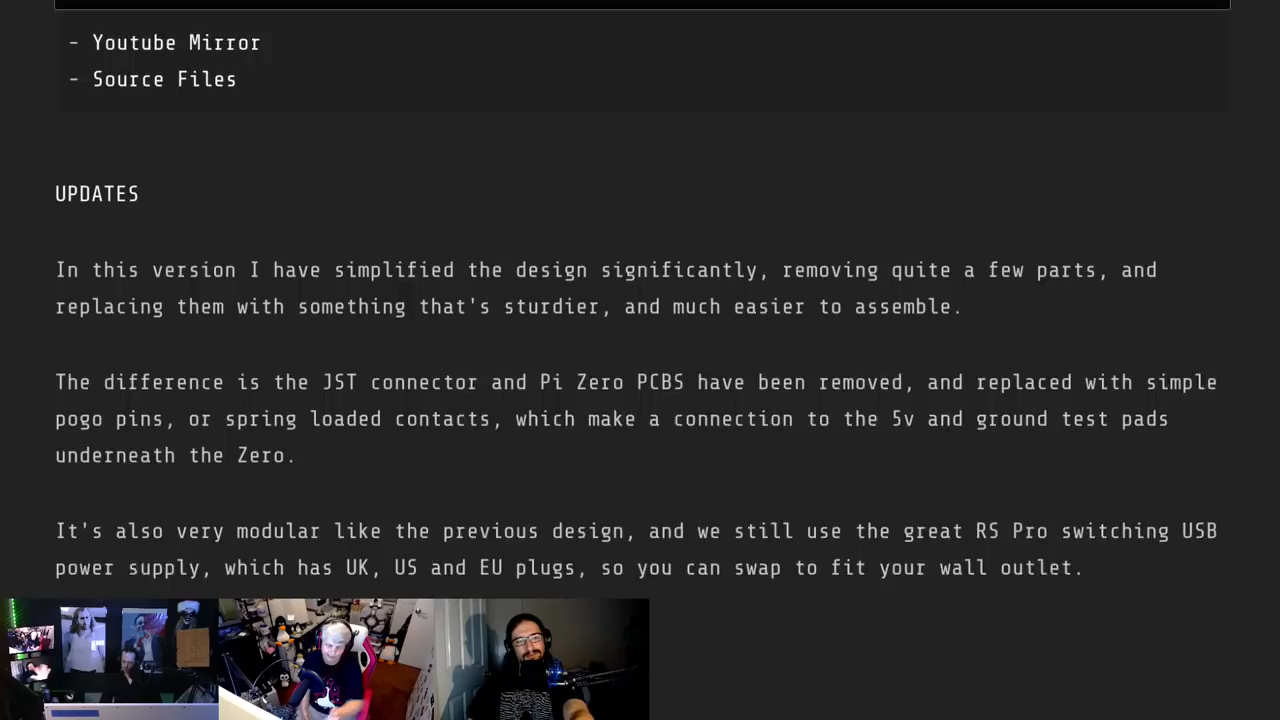 - Youtube Mirror
- Source Files
UPDATES
In this version I have simplified the design significantly, removing quite a few parts, and
replacing them with something that's sturdier, and much easier to assemble.
The difference is the JST connector and Pi Zero PCBS have been removed, and replaced with simple
pogo pins, or spring loaded contacts, which make a connection to the 5v and ground test pads
underneath the Zero.
It's also very modular like the previous design, and we still use the great RS Pro switching USB
power supply, which has UK, US and EU plugs, so you can swap to fit your wall outlet.